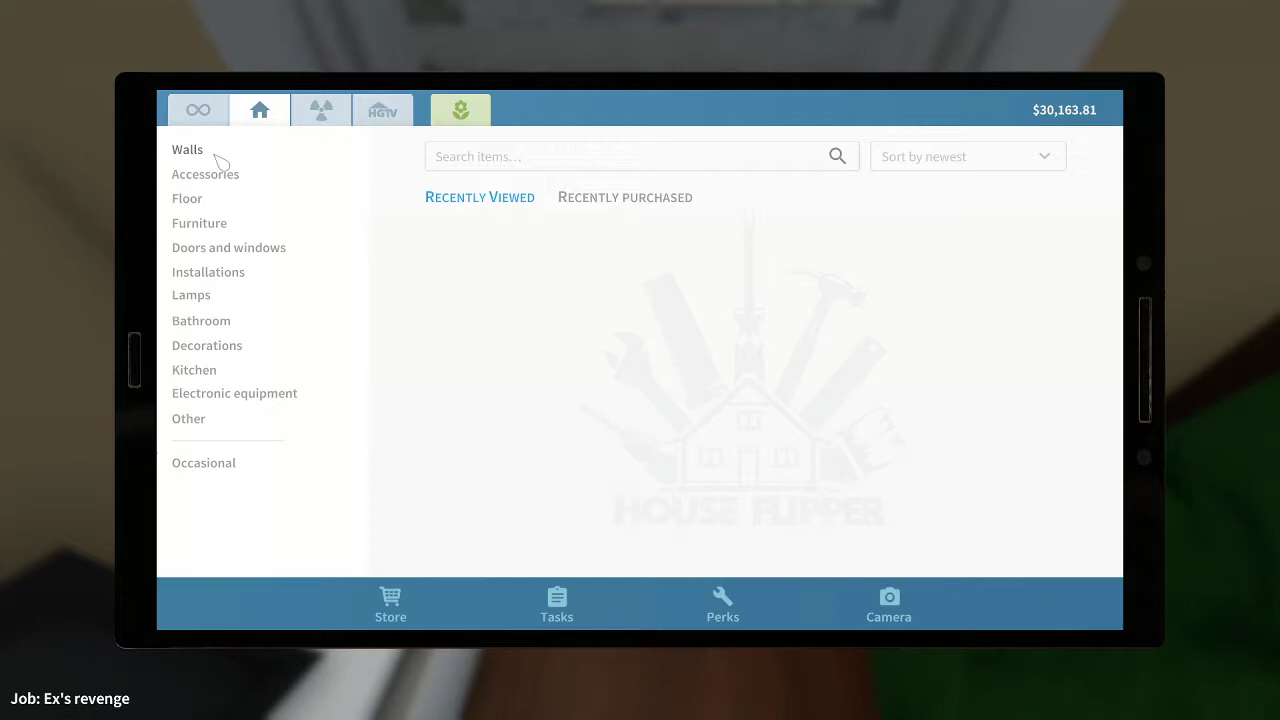 HGTV
$30,163.81
Walls
Search items...
Sort by newest
Accessories
RECENTLY VIEWED
RECENTLY PURCHASED
Floor
Furniture
Doors and windows
Installations
Lamps
Bathroom
Decorations
Kitchen
Electronic equipment
Other
Occasional
HOUSE FLIPPER
Store
Tasks
Perks
Camera
Job: Ex's revenge